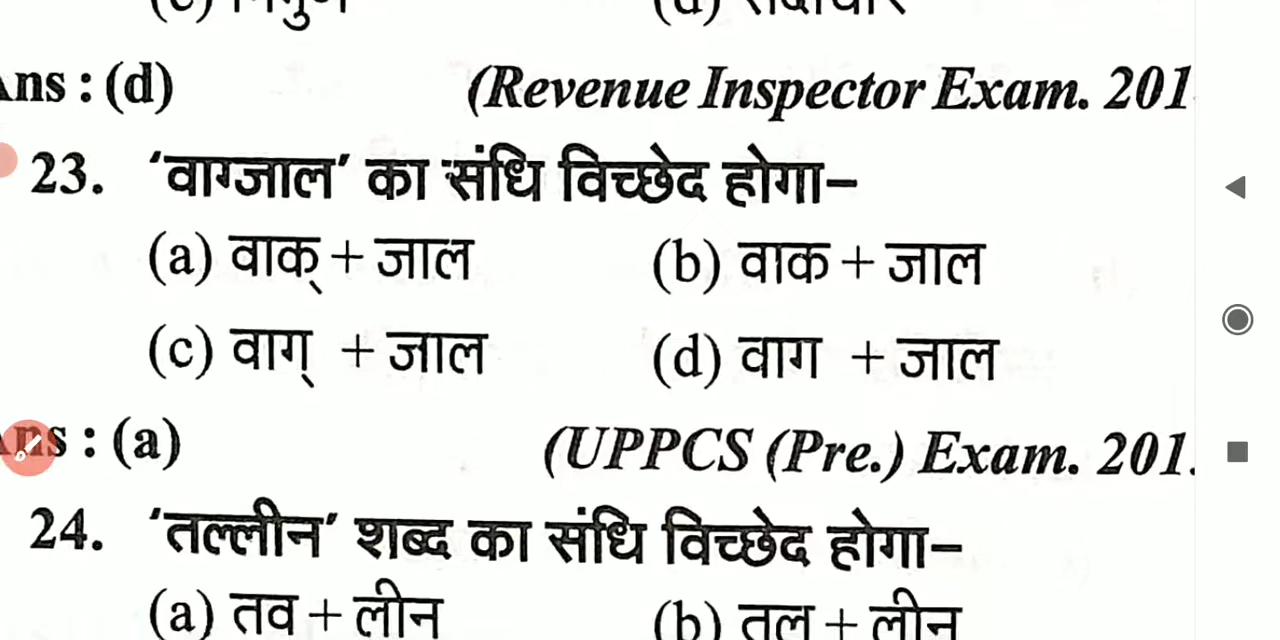 Ans : (d) (Revenue Inspector Exam. 201
23. ‘वाग्जाल’ का संधि विच्छेद होगा–
(a) वाक् + जाल (b) वाक + जाल
(c) वाग् + जाल (d) वाग + जाल
Ans : (a) (UPPCS (Pre.) Exam. 201
24. ‘तल्लीन’ शब्द का संधि विच्छेद होगा–
(a) तव + लीन (b) तल + लीन